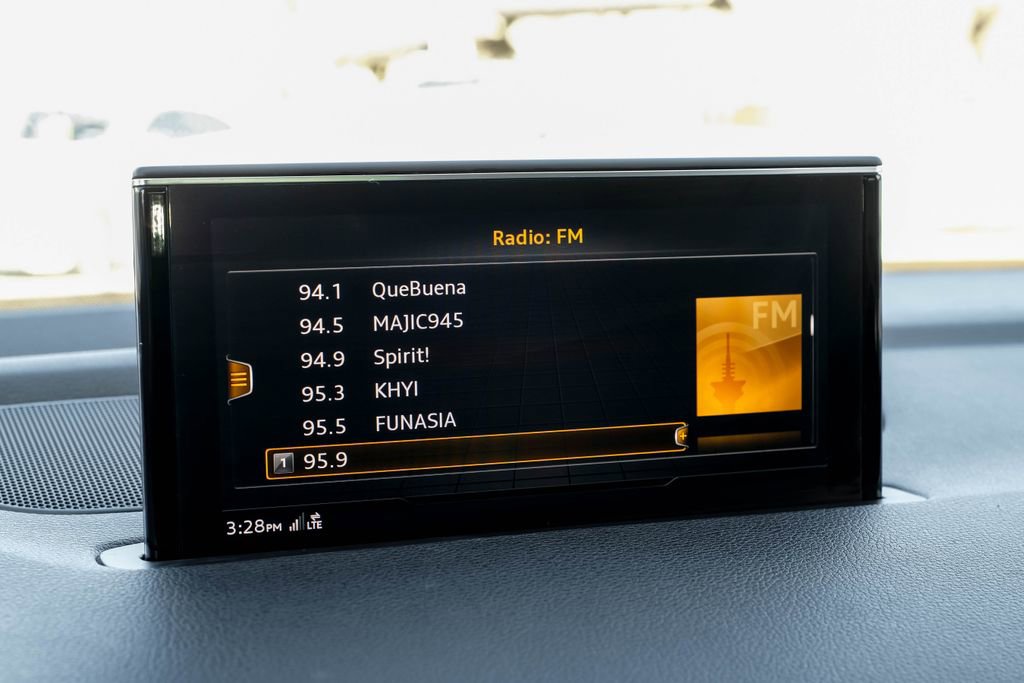 Radio: FM
94.1 QueBuena
94.5 MAJIC945
94.9 Spirit!
95.3 KHYI
95.5 FUNASIA
1 95.9
FM
3:28PM LTE